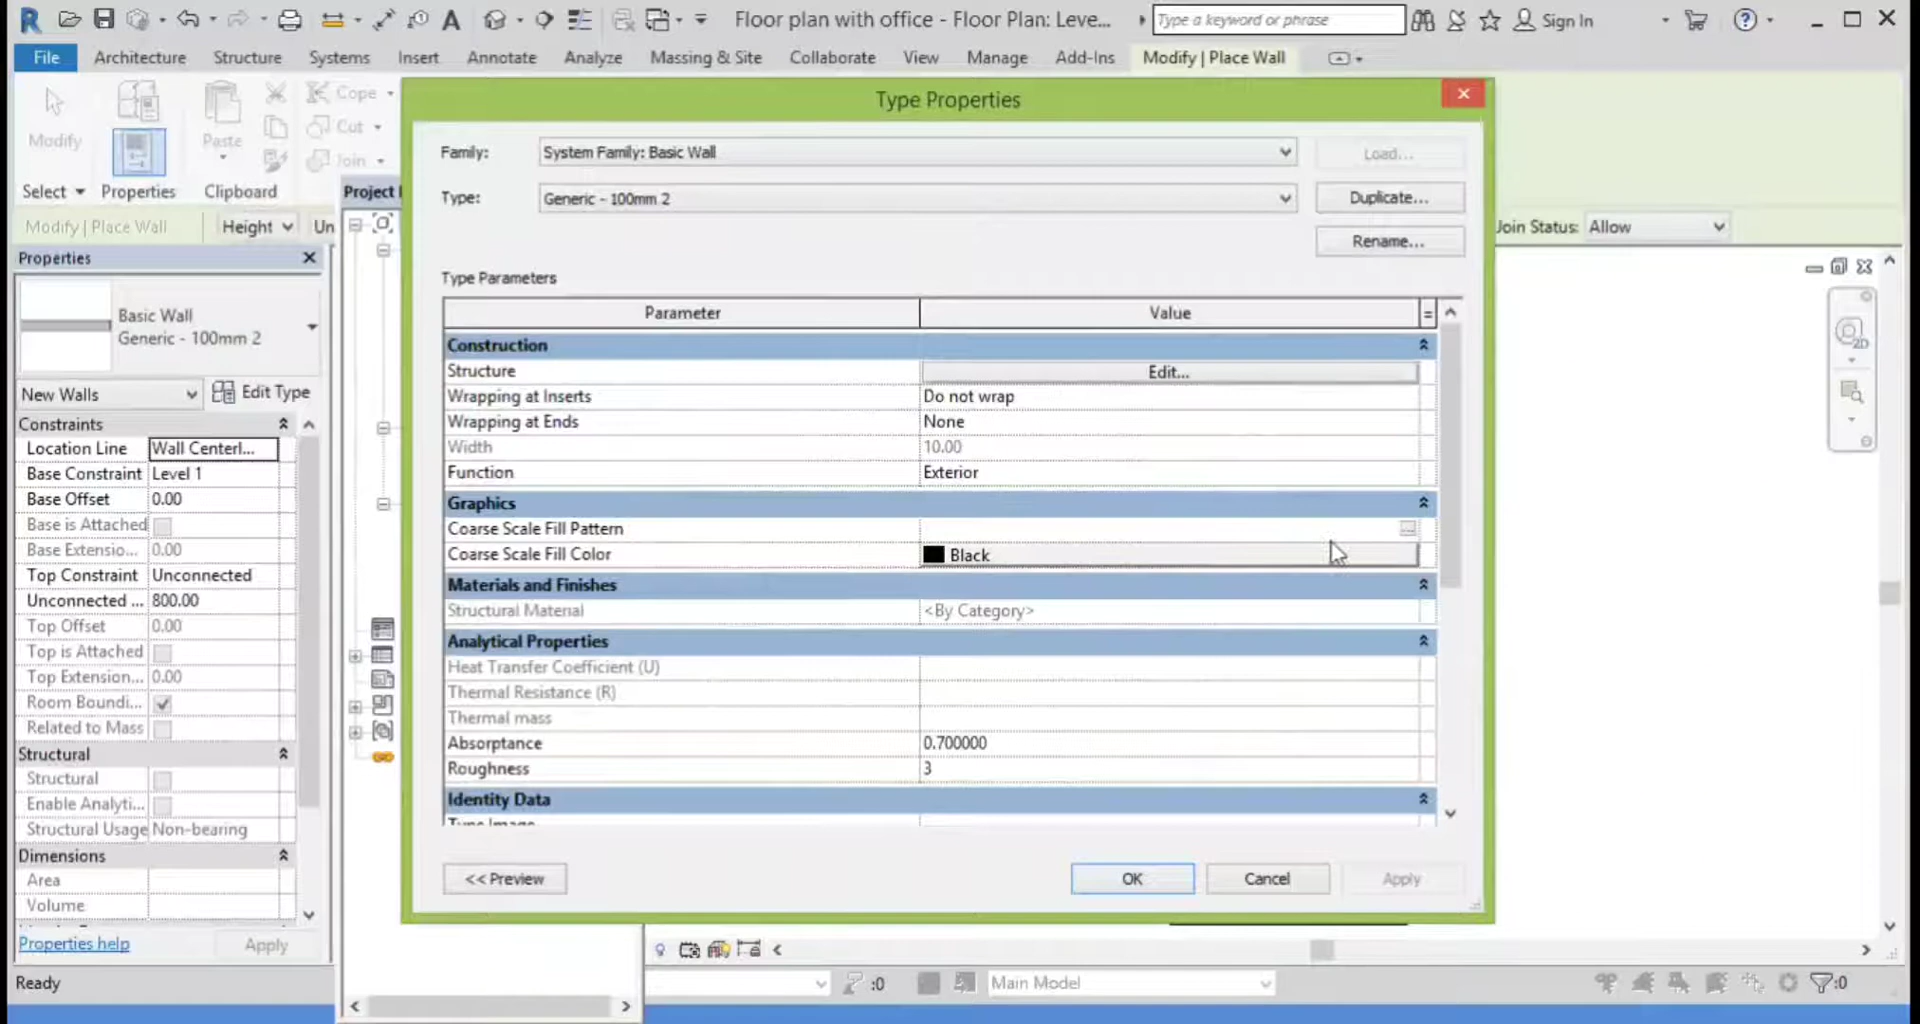 Floor plan with office - Floor Plan: Leve...
Type a keyword or phrase
Sign In
File
Architecture
Structure
Systems
Insert
Annotate
Analyze
Massing & Site
Collaborate
View
Manage
Add-Ins
Modify | Place Wall
Modify
Paste
Cope
Cut
Join
Select
Properties
Clipboard
Modify | Place Wall
Height
Un
Join Status: Allow
Properties
Basic Wall
Generic - 100mm 2
New Walls
Edit Type
Constraints
Location Line Wall Centerl...
Base Constraint Level 1
Base Offset 0.00
Base is Attached
Base Extensio... 0.00
Top Constraint Unconnected
Unconnected ... 800.00
Top Offset 0.00
Top is Attached
Top Extension... 0.00
Room Boundi...
Related to Mass
Structural
Structural
Enable Analyti...
Structural Usage Non-bearing
Dimensions
Area
Volume
Properties help
Apply
Project
Type Properties
Family: System Family: Basic Wall
Load...
Type: Generic - 100mm 2
Duplicate...
Rename...
Type Parameters
Parameter Value =
Construction
Structure Edit...
Wrapping at Inserts Do not wrap
Wrapping at Ends None
Width 10.00
Function Exterior
Graphics
Coarse Scale Fill Pattern
Coarse Scale Fill Color Black
Materials and Finishes
Structural Material <By Category>
Analytical Properties
Heat Transfer Coefficient (U)
Thermal Resistance (R)
Thermal mass
Absorptance 0.700000
Roughness 3
Identity Data
Type Image
<< Preview
OK
Cancel
Apply
2D
Ready
:0
Main Model
:0